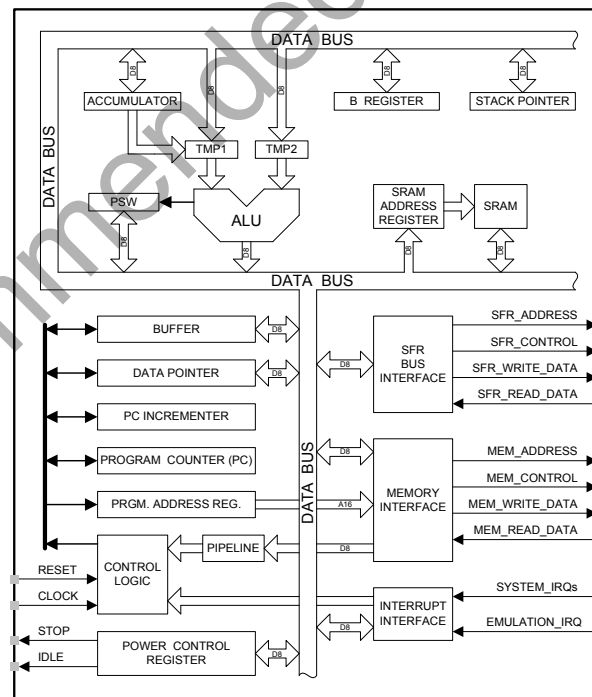 DATA BUS
D8
D8
D8
D8
D8
ACCUMULATOR
B REGISTER
STACK POINTER
DATA BUS
TMP1
TMP2
PSW
ALU
SRAM
ADDRESS
REGISTER
SRAM
D8
D8
D8
D8
DATA BUS
BUFFER
D8
DATA POINTER
D8
PC INCREMENTER
PROGRAM COUNTER (PC)
PRGM. ADDRESS REG.
A16
CONTROL
LOGIC
PIPELINE
D8
POWER CONTROL
REGISTER
D8
DATA BUS
D8
SFR
BUS
INTERFACE
SFR_ADDRESS
SFR_CONTROL
SFR_WRITE_DATA
SFR_READ_DATA
D8
MEMORY
INTERFACE
MEM_ADDRESS
MEM_CONTROL
MEM_WRITE_DATA
MEM_READ_DATA
D8
INTERRUPT
INTERFACE
SYSTEM_IRQs
EMULATION_IRQ
RESET
CLOCK
STOP
IDLE